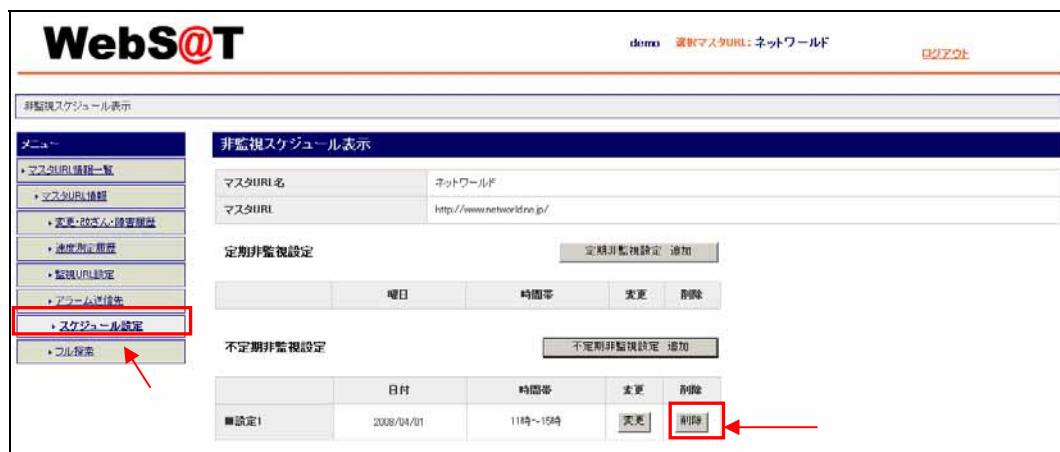 WebS@T
demo 選択マスタURL: ネットワールド
ログアウト
非監視スケジュール表示
メニュー
マスタURL情報一覧
マスタURL情報
変更・改ざん・障害履歴
速度測定履歴
監視URL設定
アラーム送信先
スケジュール設定
フル探索
非監視スケジュール表示
マスタURL名 ネットワールド
マスタURL http://www.networld.ne.jp/
定期非監視設定 定期非監視設定 追加
曜日 時間帯 変更 削除
不定期非監視設定 不定期非監視設定 追加
日付 時間帯 変更 削除
■設定1 2008/04/01 11時～15時 変更 削除